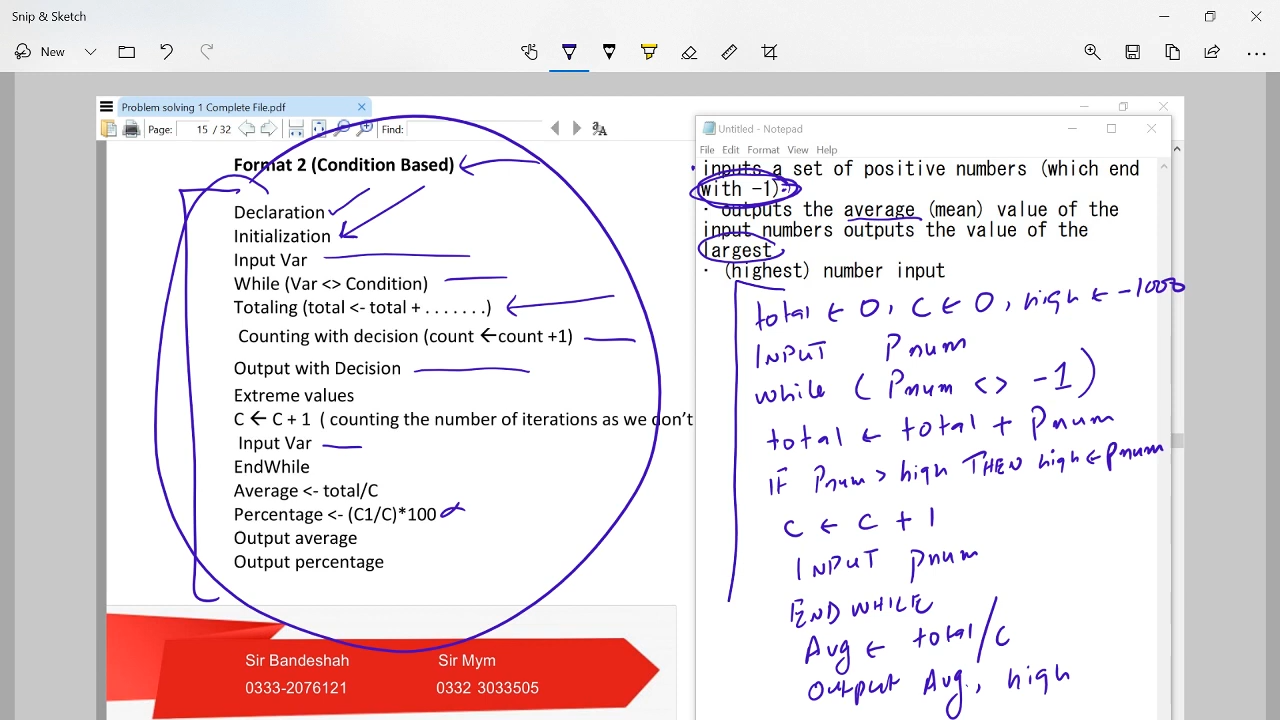 Snip & Sketch
New
Problem solving 1 Complete File.pdf
Page: 15 / 32 Find:
Format 2 (Condition Based)
Declaration
Initialization
Input Var
While (Var <> Condition)
Totaling (total <- total + . . . . . . .)
Counting with decision (count ←count +1)
Output with Decision
Extreme values
C ← C + 1 ( counting the number of iterations as we don't
Input Var
EndWhile
Average <- total/C
Percentage <- (C1/C)*100
Output average
Output percentage
Sir Bandeshah Sir Mym
0333-2076121 0332 3033505
Untitled - Notepad
File Edit Format View Help
· inputs a set of positive numbers (which end
with -1);
· outputs the average (mean) value of the
input numbers outputs the value of the
largest
· (highest) number input
total ← 0, C ← 0, high ← -1000
INPUT Pnum
while ( Pnum <> -1)
total ← total + Pnum
IF Pnum > high THEN high ← pnum
C ← C + 1
INPUT pnum
ENDWHILE
Avg ← total/C
Output Avg, high